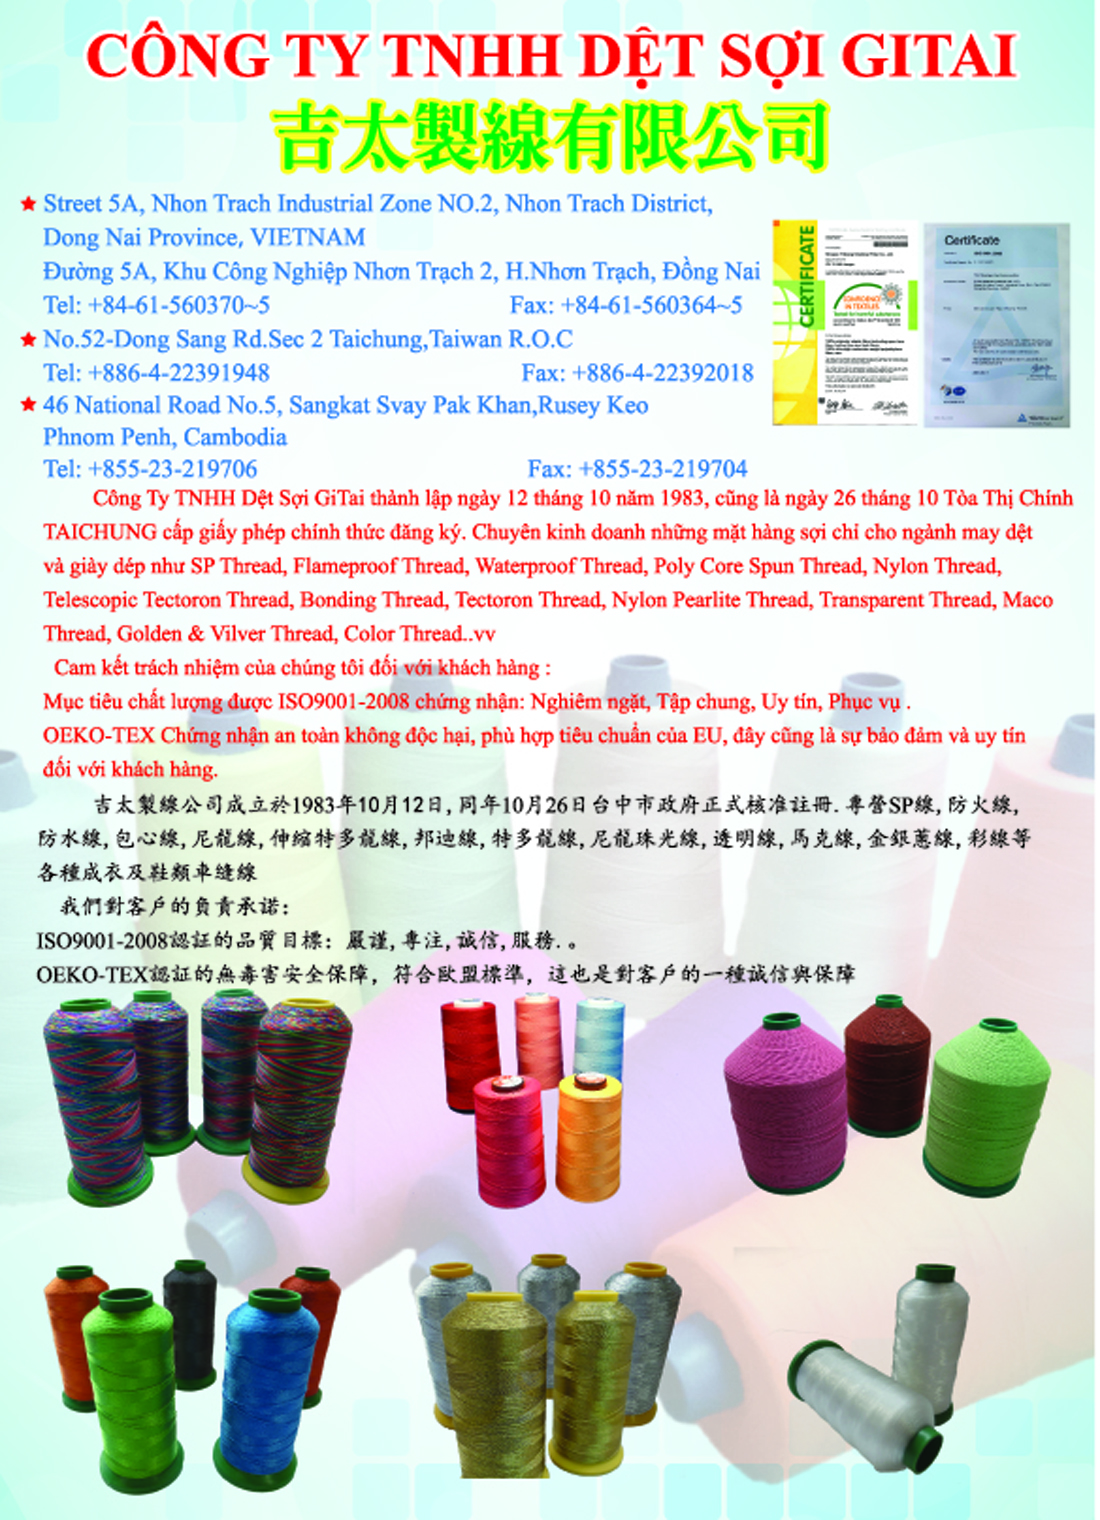 CÔNG TY TNHH DỆT SỢI GITAI
吉太製線有限公司
Street 5A, Nhon Trach Industrial Zone NO.2, Nhon Trach District,
Dong Nai Province, VIETNAM
Đường 5A, Khu Công Nghiệp Nhơn Trạch 2, H.Nhơn Trạch, Đồng Nai
Tel: +84-61-560370~5 Fax: +84-61-560364~5
No.52-Dong Sang Rd.Sec 2 Taichung,Taiwan R.O.C
Tel: +886-4-22391948 Fax: +886-4-22392018
46 National Road No.5, Sangkat Svay Pak Khan,Rusey Keo
Phnom Penh, Cambodia
Tel: +855-23-219706 Fax: +855-23-219704
CERTIFICATE
CONFIDENCE
IN TEXTILES
Certificate
Công Ty TNHH Dệt Sợi GiTai thành lập ngày 12 tháng 10 năm 1983, cũng là ngày 26 tháng 10 Tòa Thị Chính
TAICHUNG cấp giấy phép chính thức đăng ký. Chuyên kinh doanh những mặt hàng sợi chỉ cho ngành may dệt
và giày dép như SP Thread, Flameproof Thread, Waterproof Thread, Poly Core Spun Thread, Nylon Thread,
Telescopic Tectoron Thread, Bonding Thread, Tectoron Thread, Nylon Pearlite Thread, Transparent Thread, Maco
Thread, Golden & Vilver Thread, Color Thread..vv
Cam kết trách nhiệm của chúng tôi đối với khách hàng :
Mục tiêu chất lượng được ISO9001-2008 chứng nhận: Nghiêm ngặt, Tập chung, Uy tín, Phục vụ .
OEKO-TEX Chứng nhận an toàn không độc hại, phù hợp tiêu chuẩn của EU, đây cũng là sự bảo đảm và uy tín
đối với khách hàng.
吉太製線公司成立於1983年10月12日, 同年10月26日台中市政府正式核准註冊. 專營SP線, 防火線,
防水線, 包心線, 尼龍線, 伸縮特多龍線, 邦迪線, 特多龍線, 尼龍珠光線, 透明線, 馬克線, 金銀蔥線, 彩線等
各種成衣及鞋類車縫線
我們對客戶的負責承諾:
ISO9001-2008認証的品質目標: 嚴謹, 專注, 誠信, 服務. 。
OEKO-TEX認証的無毒害安全保障, 符合歐盟標準, 這也是對客戶的一種誠信與保障